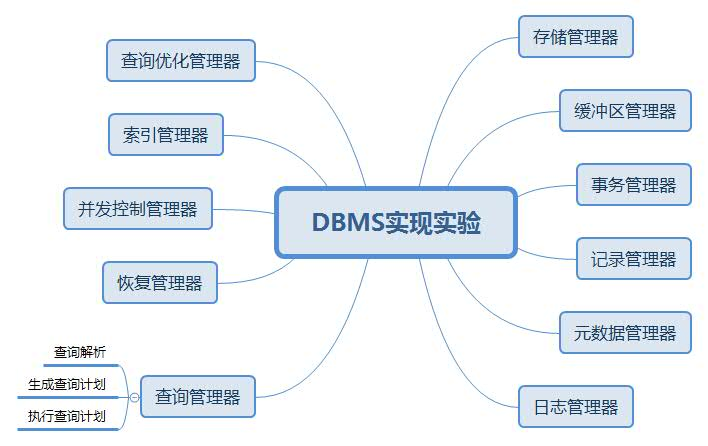 DBMS实现实验
存储管理器
缓冲区管理器
事务管理器
记录管理器
元数据管理器
日志管理器
查询管理器
查询解析
生成查询计划
执行查询计划
恢复管理器
并发控制管理器
索引管理器
查询优化管理器